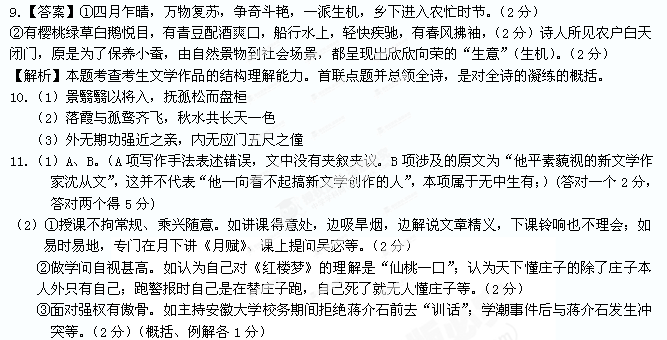 9.【答案】①四月乍晴，万物复苏，争奇斗艳，一派生机，乡下进入农忙时节。（2分）
②有樱桃绿草白鹅悦目，有青豆配酒爽口，船行水上，轻快疾驰，有春风拂袖，（2分）诗人所见农户白天
闭门，原是为了保养小蚕，由自然景物到社会场景，都呈现出欣欣向荣的“生意”（生机）。（2分）
【解析】本题考查考生文学作品的结构理解能力。首联点题并总领全诗，是对全诗的凝练的概括。
10.（1）景翳翳以将入，抚孤松而盘桓
（2）落霞与孤鹜齐飞，秋水共长天一色
（3）外无期功强近之亲，内无应门五尺之僮
11.（1）A、B。（A项写作手法表述错误，文中没有夹叙夹议。B项涉及的原文为“他平素藐视的新文学作
家沈从文”，这并不代表“他一向看不起搞新文学创作的人”，本项属于无中生有；）（答对一个2分，
答对两个得5分）
（2）①授课不拘常规、乘兴随意。如讲课得意处，边吸旱烟，边解说文章精义，下课铃响也不理会；如
易时易地，专门在月下讲《月赋》、课上提问吴宓等。（2分）
②做学问自视甚高。如认为自己对《红楼梦》的理解是“仙桃一口”；认为天下懂庄子的除了庄子本
人外只有自己；跑警报时自己是在替庄子跑，自己死了就无人懂庄子等。（2分）
③面对强权有傲骨。如主持安徽大学校务期间拒绝蒋介石前去“训话”；学潮事件后与蒋介石发生冲
突等。（2分）（概括、例解各1分）